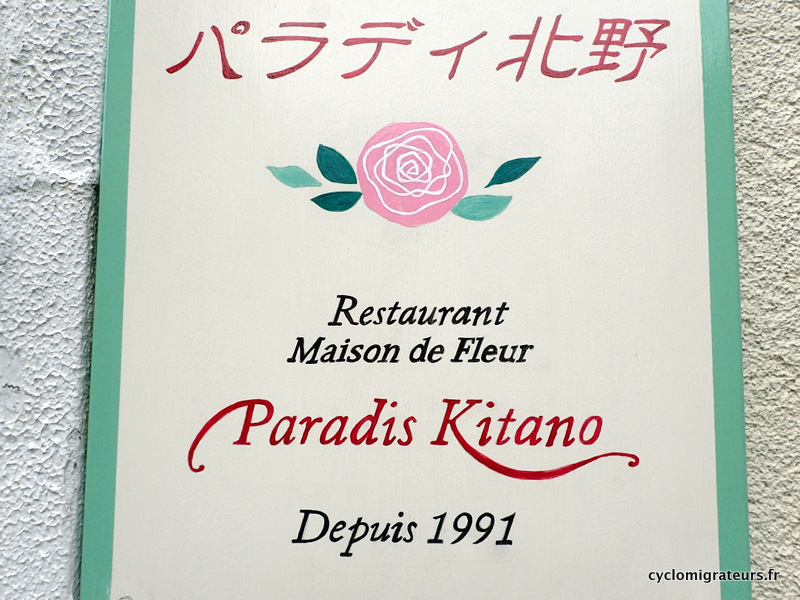 パラディ北野
Restaurant
Maison de Fleur
Paradis Kitano
Depuis 1991
cyclomigrateurs.fr